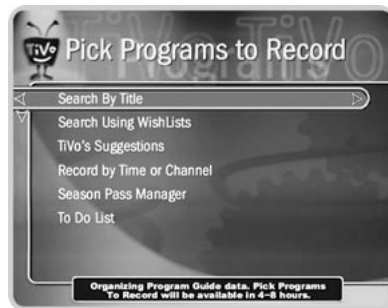 TiVo
Pick Programs to Record
Search By Title
Search Using WishLists
TiVo's Suggestions
Record by Time or Channel
Season Pass Manager
To Do List
Organizing Program Guide data. Pick Programs
To Record will be available in 4-8 hours.